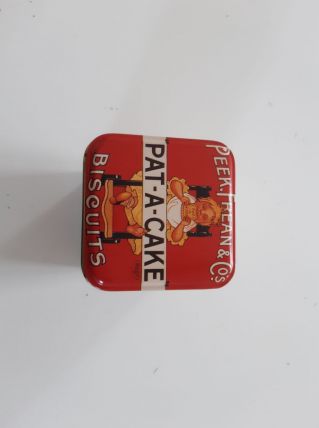 PEEK, FREAN & Co's
PAT-A-CAKE
BISCUITS